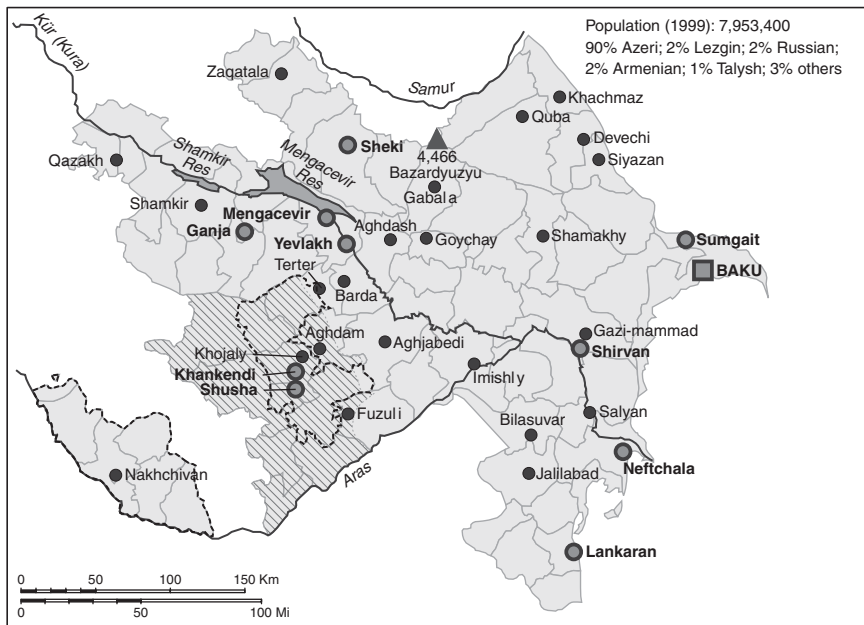 Population (1999): 7,953,400
90% Azeri; 2% Lezgin; 2% Russian;
2% Armenian; 1% Talysh; 3% others
Kür (Kura)
Zaqatala
Samur
Khachmaz
Quba
Devechi
Siyazan
Sheki
4,466
Bazardyuzyu
Gabala
Qazakh
Shamkir
Res
Mengacevir
Res
Shamkir
Mengacevir
Ganja
Yevlakh
Aghdash
Goychay
Shamakhy
Sumgait
BAKU
Terter
Barda
Aghdam
Aghjabedi
Gazi-mammad
Khojaly
Shirvan
Khankendi
Imishly
Shusha
Fuzuli
Salyan
Bilasuvar
Aras
Neftchala
Nakhchivan
Jalilabad
Lankaran
0 50 100 150 Km
0 50 100 Mi